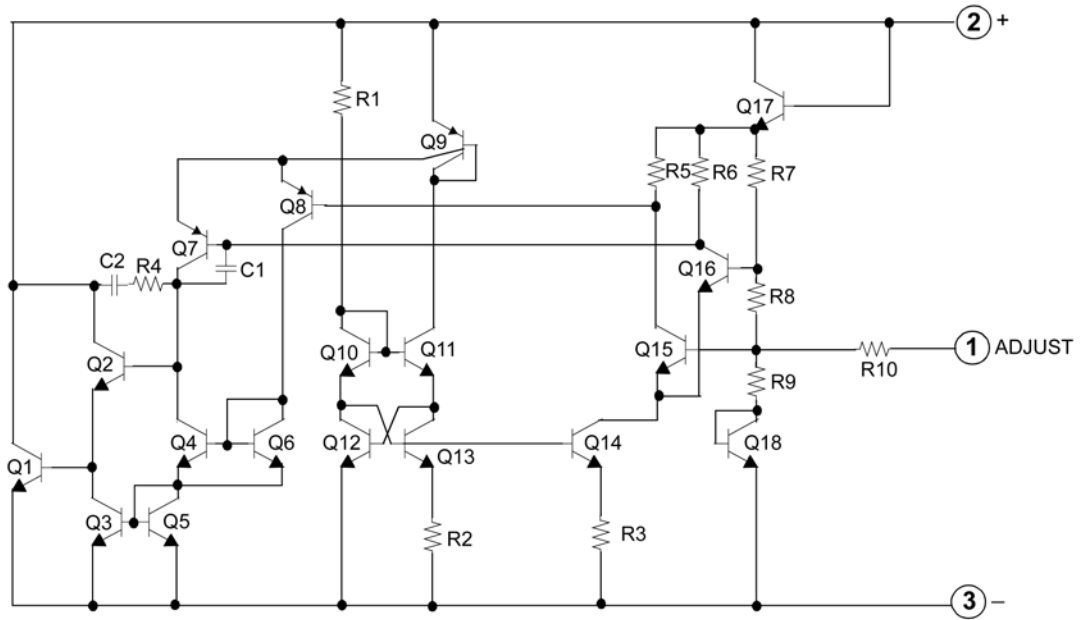 2 +
R1
Q17
Q9
R5 R6 R7
Q8
Q7
C2 R4 C1
Q16
R8
1 ADJUST
Q2
Q10 Q11
Q15
R10
R9
Q4 Q6
Q12 Q13
Q14
Q18
Q1
Q3 Q5
R2
R3
3 –